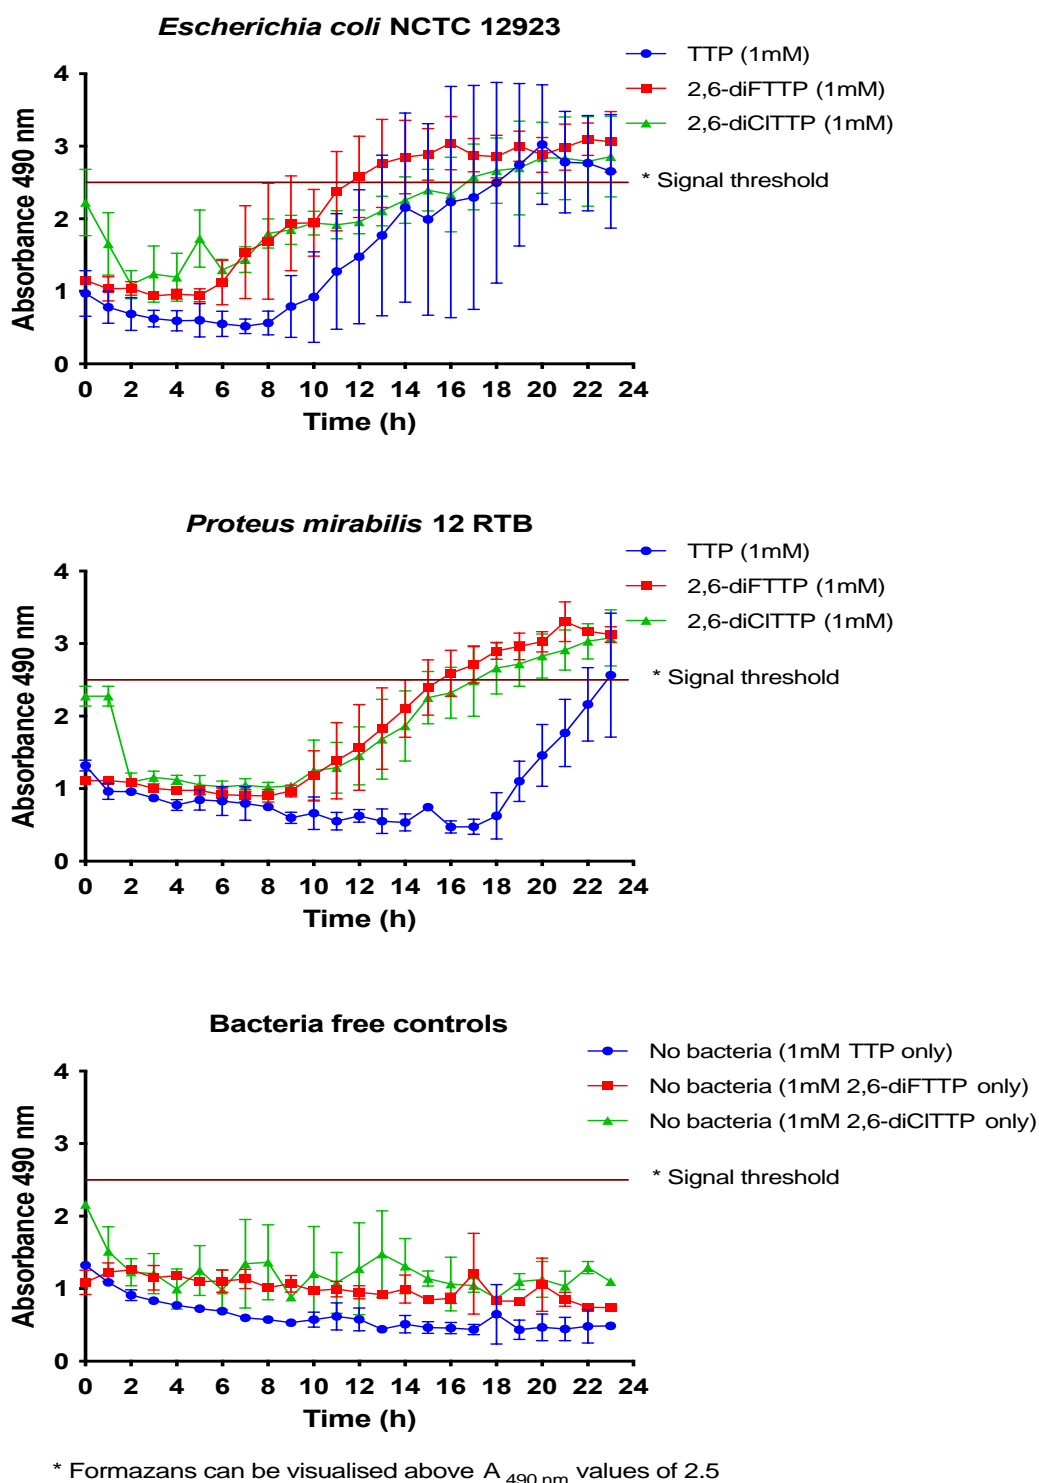 Escherichia coli NCTC 12923
TTP (1mM)
2,6-diFTTP (1mM)
2,6-diClTTP (1mM)
* Signal threshold
Absorbance 490 nm
4
3
2
1
0
0 2 4 6 8 10 12 14 16 18 20 22 24
Time (h)
Proteus mirabilis 12 RTB
TTP (1mM)
2,6-diFTTP (1mM)
2,6-diClTTP (1mM)
* Signal threshold
Absorbance 490 nm
4
3
2
1
0
0 2 4 6 8 10 12 14 16 18 20 22 24
Time (h)
Bacteria free controls
No bacteria (1mM TTP only)
No bacteria (1mM 2,6-diFTTP only)
No bacteria (1mM 2,6-diClTTP only)
* Signal threshold
Absorbance 490 nm
4
3
2
1
0
0 2 4 6 8 10 12 14 16 18 20 22 24
Time (h)
* Formazans can be visualised above A 490 nm values of 2.5